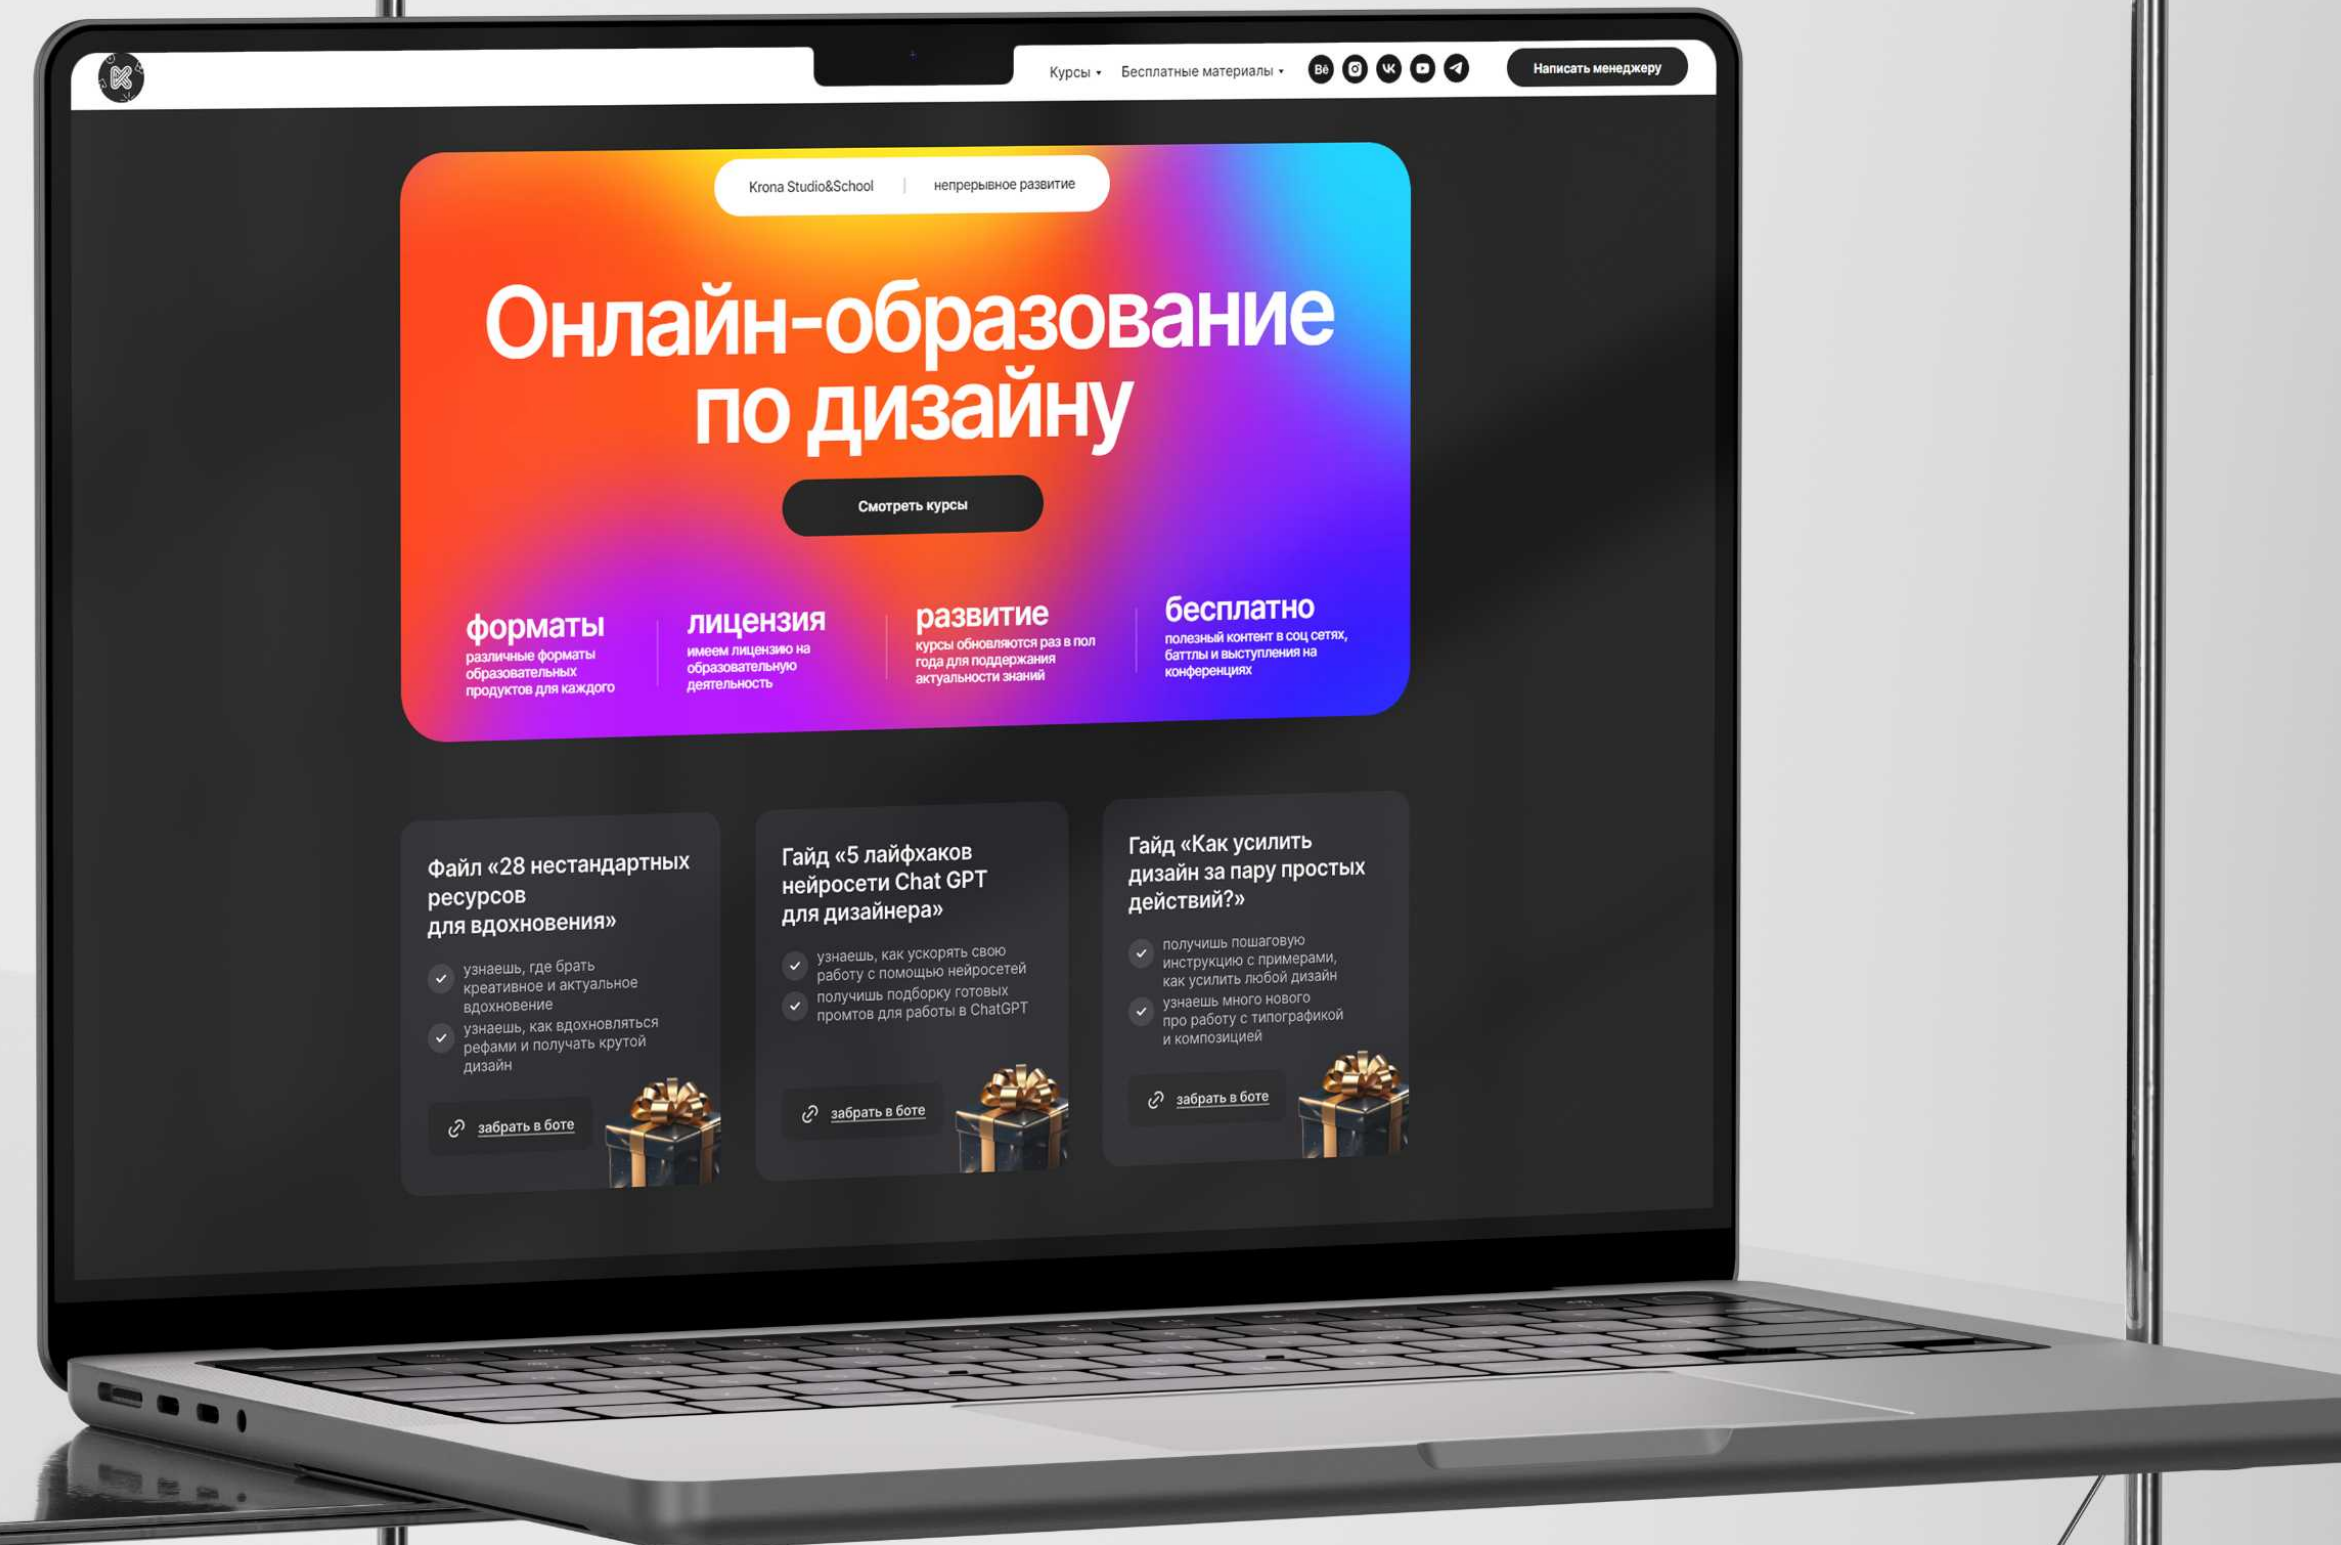 Курсы
Бесплатные материалы
Bē
VK
Написать менеджеру
Krona Studio&School
непрерывное развитие
Онлайн-образование
по дизайну
Смотреть курсы
форматы
различные форматы
образовательных
продуктов для каждого
лицензия
имеем лицензию на
образовательную
деятельность
развитие
курсы обновляются раз в пол
года для поддержания
актуальности знаний
бесплатно
полезный контент в соц сетях,
баттлы и выступления на
конференциях
Файл «28 нестандартных
ресурсов
для вдохновения»
узнаешь, где брать
креативное и актуальное
вдохновение
узнаешь, как вдохновляться
рефами и получать крутой
дизайн
забрать в боте
Гайд «5 лайфхаков
нейросети Chat GPT
для дизайнера»
узнаешь, как ускорять свою
работу с помощью нейросетей
получишь подборку готовых
промтов для работы в ChatGPT
забрать в боте
Гайд «Как усилить
дизайн за пару простых
действий?»
получишь пошаговую
инструкцию с примерами,
как усилить любой дизайн
узнаешь много нового
про работу с типографикой
и композицией
забрать в боте